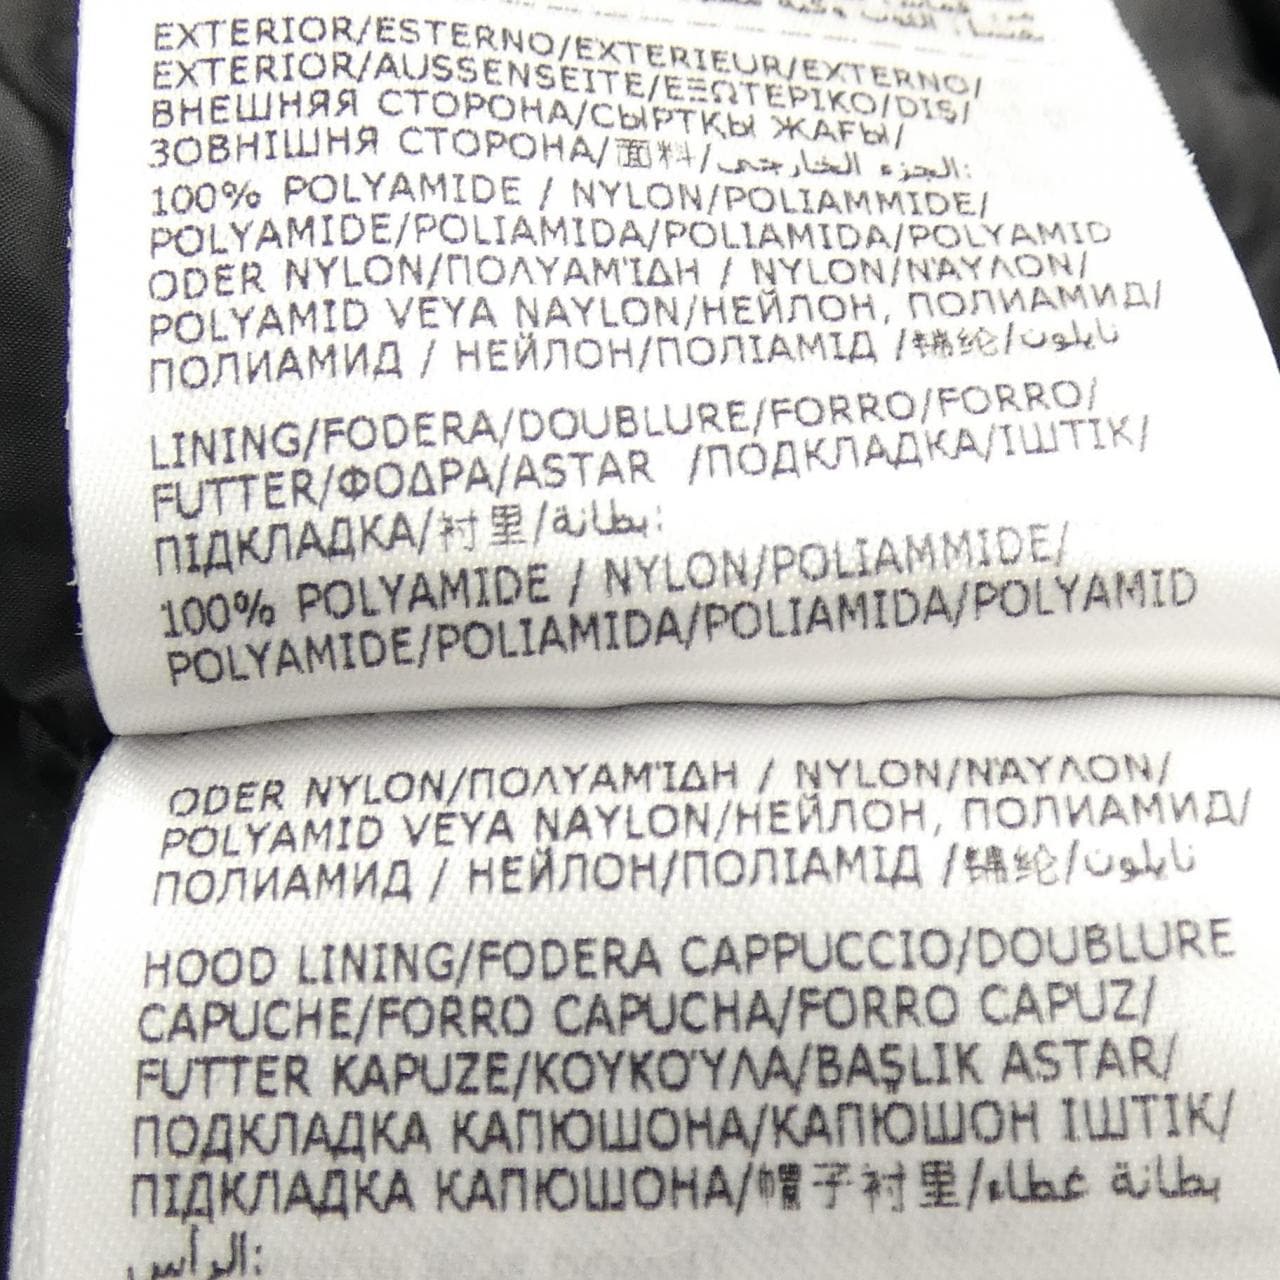 EXTERIOR/ESTERNO/EXTERIEUR/EXTERNO/
EXTERIOR/AUSSENSEITE/ΕΞΩΤΕΡΙΚΟ/DIŞ/
ВНЕШНЯЯ СТОРОНА/СЫРТҚЫ ЖАҒЫ/
ЗОВНІШНЯ СТОРОНА/面料/الجزء الخارجي:
100% POLYAMIDE / NYLON/POLIAMMIDE/
POLYAMIDE/POLIAMIDA/POLIAMIDA/POLYAMID
ODER NYLON/ΠΟΛΥΑΜΊΔΗ / NYLON/ΝΆΥΛΟΝ/
POLYAMID VEYA NAYLON/НЕЙЛОН, ПОЛИАМИД/
ПОЛИАМИД / НЕЙЛОН/ПОЛІАМІД /锦纶/نايلون
LINING/FODERA/DOUBLURE/FORRO/FORRO/
FUTTER/ΦΟΔΡΑ/ASTAR /ПОДКЛАДКА/ІШТІК/
ПІДКЛАДКА/衬里/بطانة:
100% POLYAMIDE / NYLON/POLIAMMIDE/
POLYAMIDE/POLIAMIDA/POLIAMIDA/POLYAMID
ODER NYLON/ΠΟΛΥΑΜΊΔΗ / NYLON/ΝΆΥΛΟΝ/
POLYAMID VEYA NAYLON/НЕЙЛОН, ПОЛИАМИД/
ПОЛИАМИД / НЕЙЛОН/ПОЛІАМІД /锦纶/نايلون
HOOD LINING/FODERA CAPPUCCIO/DOUBLURE
CAPUCHE/FORRO CAPUCHA/FORRO CAPUZ/
FUTTER KAPUZE/ΚΟΥΚΟΎΛΑ/BAŞLIK ASTAR/
ПОДКЛАДКА КАПЮШОНА/КАПЮШОН ІШТІК/
ПІДКЛАДКА КАПЮШОНА/帽子衬里/بطانة غطاء
الرأس: